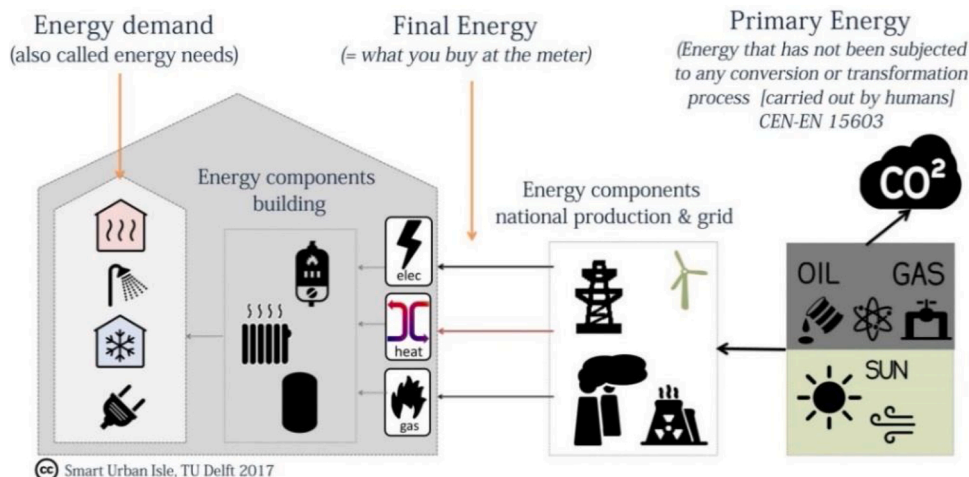 Energy demand
(also called energy needs)
Final Energy
(= what you buy at the meter)
Primary Energy
(Energy that has not been subjected
to any conversion or transformation
process [carried out by humans]
CEN-EN 15603
Energy components
building
Energy components
national production & grid
elec
heat
gas
CO²
OIL
GAS
SUN
cc Smart Urban Isle, TU Delft 2017